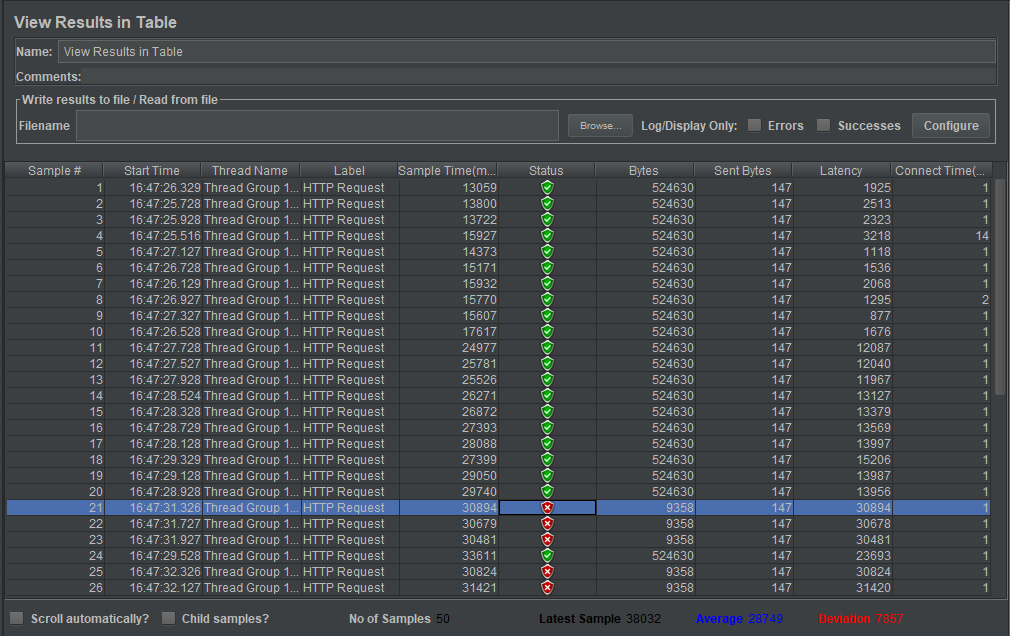 View Results in Table
Name: View Results in Table
Comments:
Write results to file / Read from file
Filename Browse... Log/Display Only: Errors Successes Configure
Sample # Start Time Thread Name Label Sample Time(m... Status Bytes Sent Bytes Latency Connect Time(...
1 16:47:26.329 Thread Group 1... HTTP Request 13059 524630 147 1925 1
2 16:47:25.728 Thread Group 1... HTTP Request 13800 524630 147 2513 1
3 16:47:25.928 Thread Group 1... HTTP Request 13722 524630 147 2323 1
4 16:47:25.516 Thread Group 1... HTTP Request 15927 524630 147 3218 14
5 16:47:27.127 Thread Group 1... HTTP Request 14373 524630 147 1118 1
6 16:47:26.728 Thread Group 1... HTTP Request 15171 524630 147 1536 1
7 16:47:26.129 Thread Group 1... HTTP Request 15932 524630 147 2068 1
8 16:47:26.927 Thread Group 1... HTTP Request 15770 524630 147 1295 2
9 16:47:27.327 Thread Group 1... HTTP Request 15607 524630 147 877 1
10 16:47:26.528 Thread Group 1... HTTP Request 17617 524630 147 1676 1
11 16:47:27.728 Thread Group 1... HTTP Request 24977 524630 147 12087 1
12 16:47:27.527 Thread Group 1... HTTP Request 25781 524630 147 12040 1
13 16:47:27.928 Thread Group 1... HTTP Request 25526 524630 147 11967 1
14 16:47:28.524 Thread Group 1... HTTP Request 26271 524630 147 13127 1
15 16:47:28.328 Thread Group 1... HTTP Request 26872 524630 147 13379 1
16 16:47:28.729 Thread Group 1... HTTP Request 27393 524630 147 13569 1
17 16:47:28.128 Thread Group 1... HTTP Request 28088 524630 147 13997 1
18 16:47:29.329 Thread Group 1... HTTP Request 27399 524630 147 15206 1
19 16:47:29.128 Thread Group 1... HTTP Request 29050 524630 147 13987 1
20 16:47:28.928 Thread Group 1... HTTP Request 29740 524630 147 13956 1
21 16:47:31.326 Thread Group 1... HTTP Request 30894 9358 147 30894 1
22 16:47:31.727 Thread Group 1... HTTP Request 30679 9358 147 30678 1
23 16:47:31.927 Thread Group 1... HTTP Request 30481 9358 147 30481 1
24 16:47:29.528 Thread Group 1... HTTP Request 33611 524630 147 23693 1
25 16:47:32.326 Thread Group 1... HTTP Request 30824 9358 147 30824 1
26 16:47:32.127 Thread Group 1... HTTP Request 31421 9358 147 31420 1
Scroll automatically? Child samples? No of Samples 50 Latest Sample 38032 Average 28749 Deviation 7857